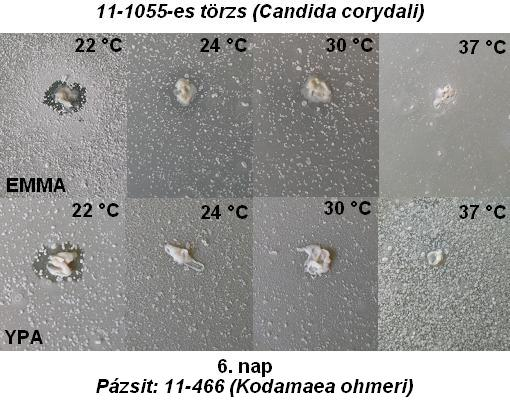 11-1055-es törzs (Candida corydali)
22 °C 24 °C 30 °C 37 °C
EMMA
22 °C 24 °C 30 °C 37 °C
YPA
6. nap
Pázsit: 11-466 (Kodamaea ohmeri)